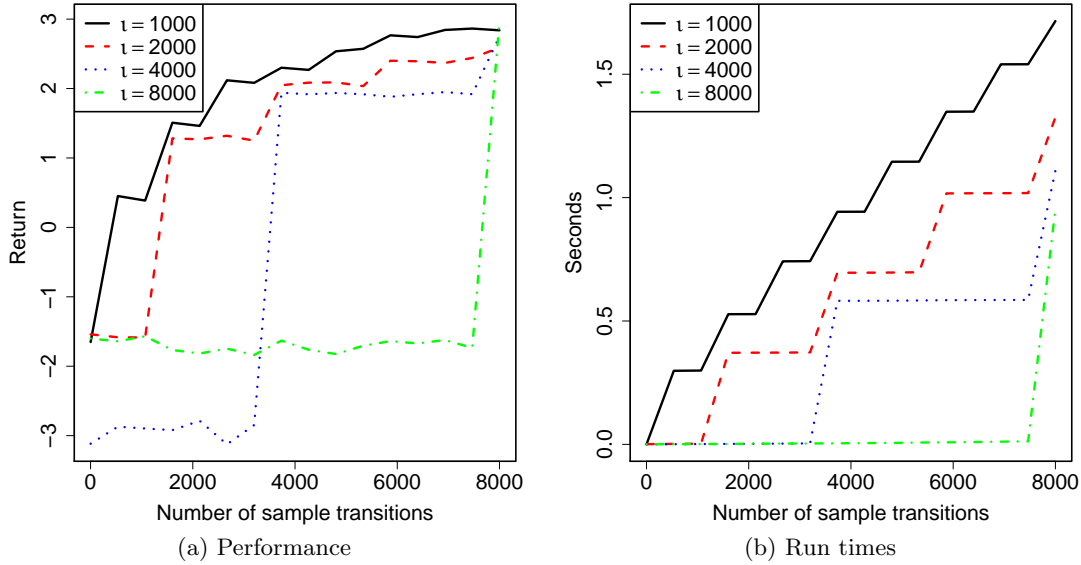 ι = 1000
ι = 2000
ι = 4000
ι = 8000
3
2
1
0
−1
−2
−3
Return
0
2000
4000
6000
8000
Number of sample transitions
(a) Performance
ι = 1000
ι = 2000
ι = 4000
ι = 8000
1.5
1.0
0.5
0.0
Seconds
0
2000
4000
6000
8000
Number of sample transitions
(b) Run times